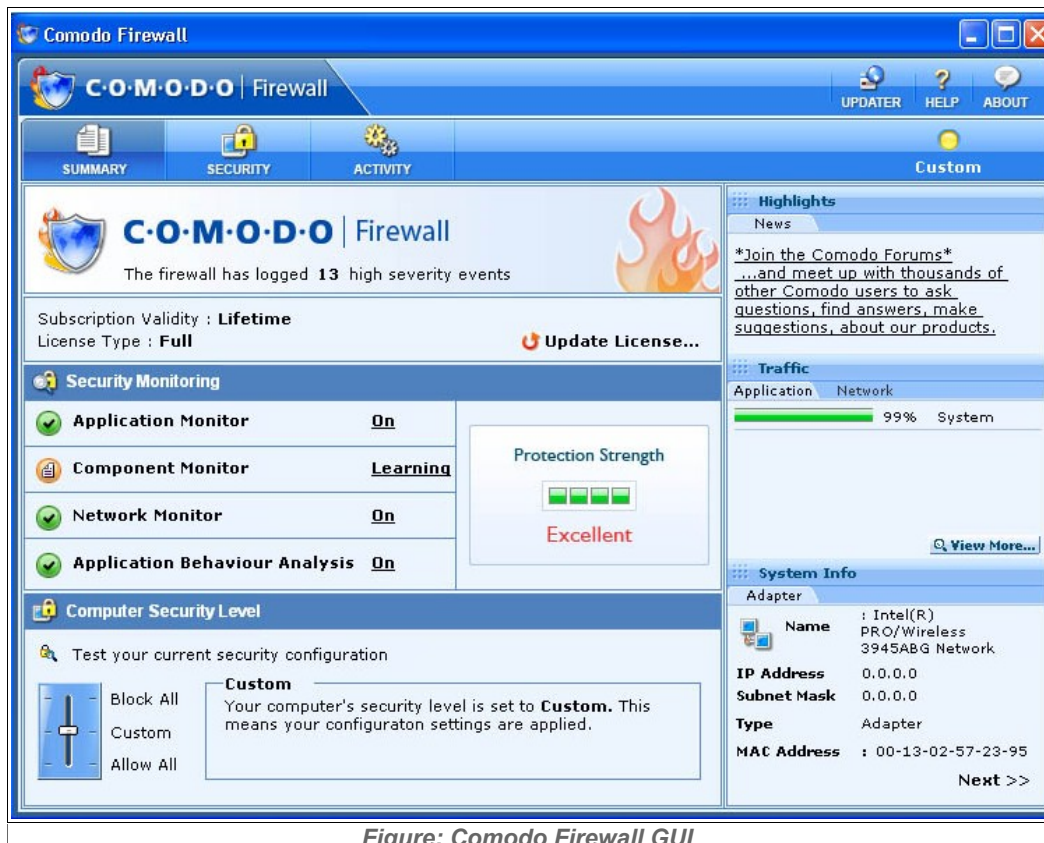 Comodo Firewall
C·O·M·O·D·O | Firewall
UPDATER HELP ABOUT
SUMMARY SECURITY ACTIVITY
Custom
C·O·M·O·D·O | Firewall
The firewall has logged 13 high severity events
Subscription Validity : Lifetime
License Type : Full
Update License...
Security Monitoring
Application Monitor On
Component Monitor Learning
Network Monitor On
Application Behaviour Analysis On
Protection Strength
Excellent
Computer Security Level
Test your current security configuration
Block All
Custom
Allow All
Custom
Your computer's security level is set to Custom. This
means your configuraton settings are applied.
Highlights
News
*Join the Comodo Forums*
...and meet up with thousands of
other Comodo users to ask
questions, find answers, make
suggestions, about our products.
Traffic
Application Network
99% System
View More...
System Info
Adapter
Name : Intel(R)
PRO/Wireless
3945ABG Network
IP Address 0.0.0.0
Subnet Mask 0.0.0.0
Type Adapter
MAC Address : 00-13-02-57-23-95
Next >>
Figure: Comodo Firewall GUI